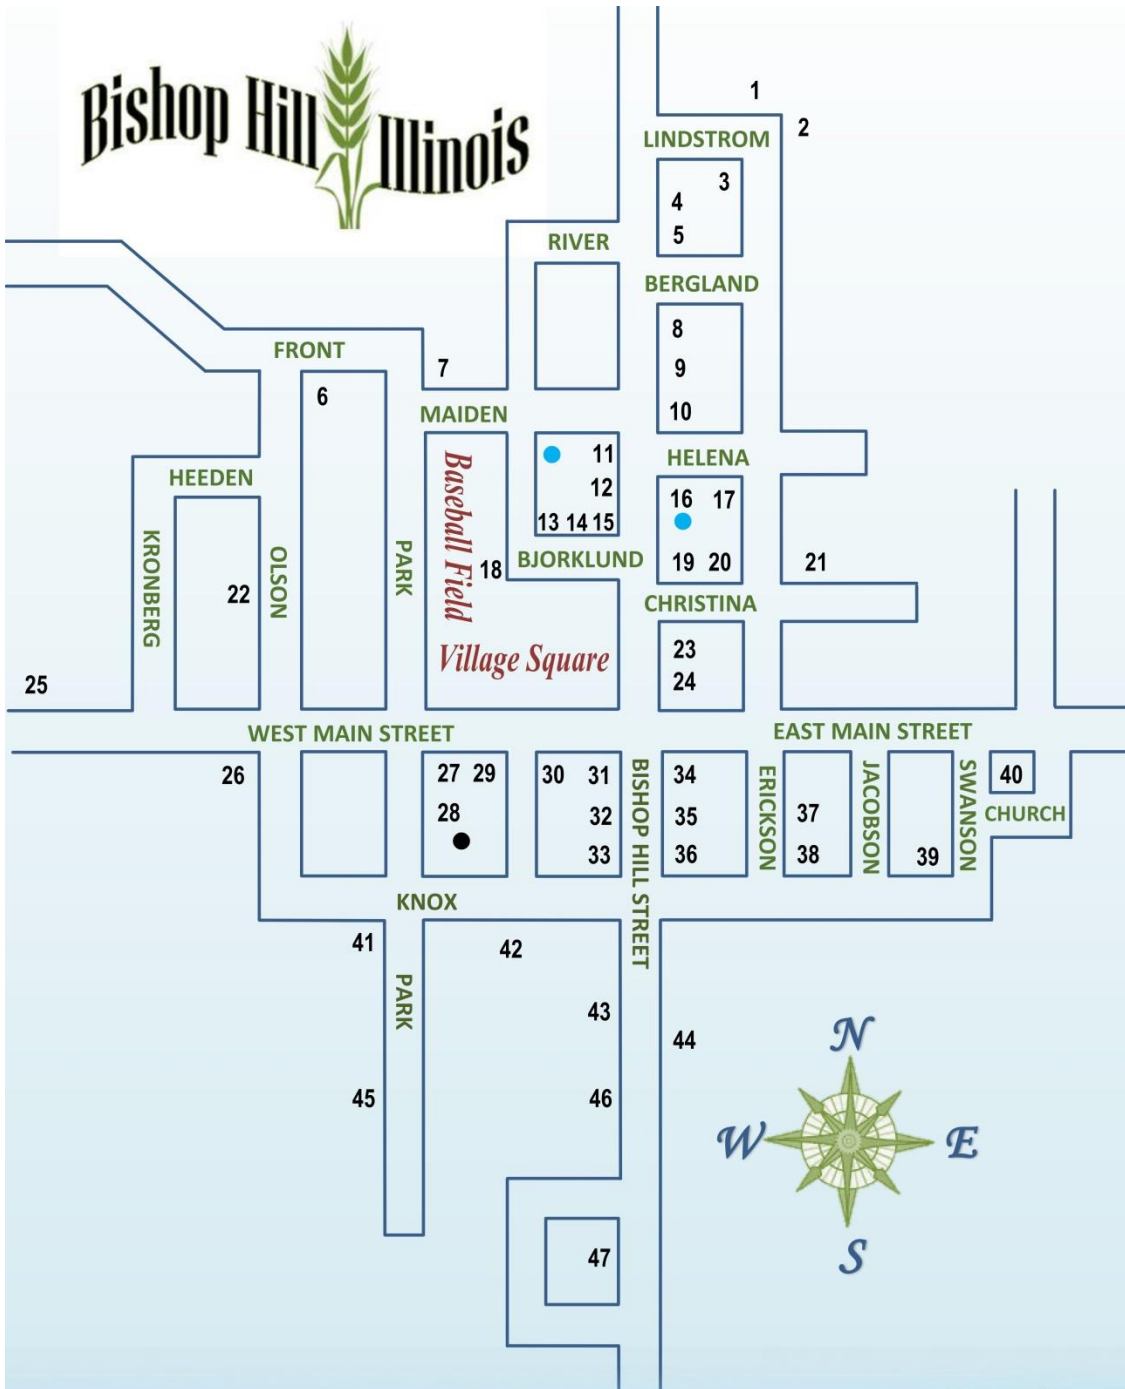 Bishop Hill Illinois
1
2
LINDSTROM
3
4
5
RIVER
BERGLAND
FRONT
7
8
9
6
10
MAIDEN
Baseball Field
11
HELENA
HEEDEN
12
16 17
13 14 15
KRONBERG
OLSON
PARK
18
BJORKLUND
19 20
21
22
CHRISTINA
Village Square
23
24
25
WEST MAIN STREET
EAST MAIN STREET
26
27 29
30 31
BISHOP HILL STREET
34
ERICKSON
JACOBSON
SWANSON
40
28
32
35
37
CHURCH
33
36
38
39
KNOX
41
42
PARK
43
44
45
46
N
W E
S
47